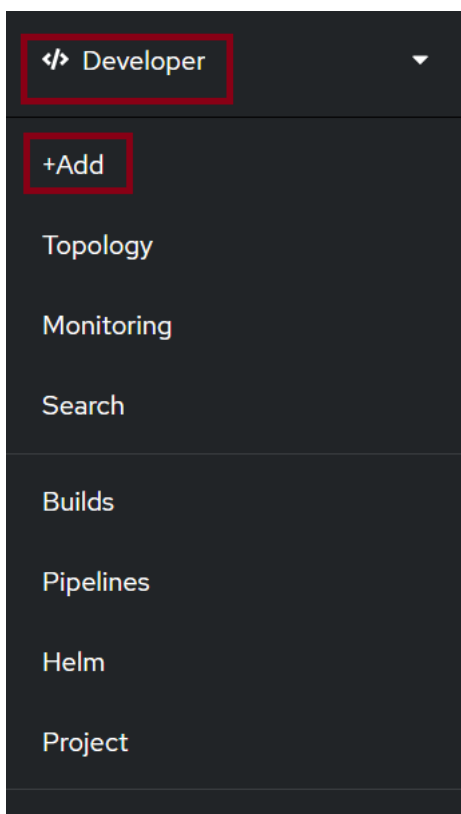 </> Developer
+Add
Topology
Monitoring
Search
Builds
Pipelines
Helm
Project